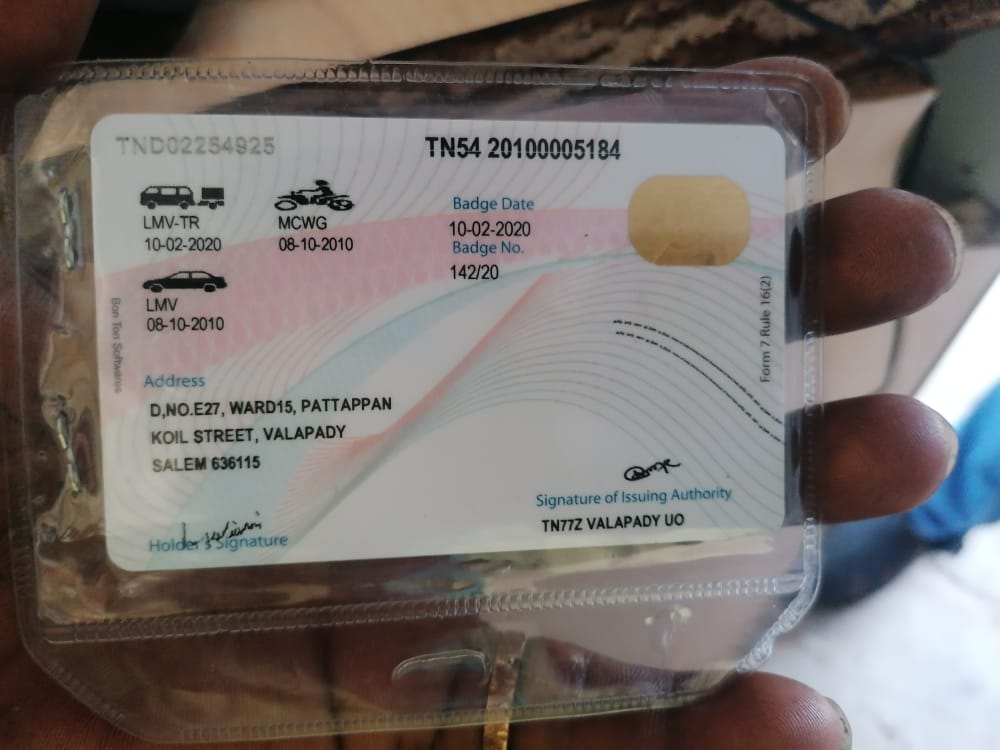 TND02254925
TN54 20100005184
LMV-TR
10-02-2020
MCWG
08-10-2010
Badge Date
10-02-2020
Badge No.
142/20
LMV
08-10-2010
Bon Ton Softwares
Form 7 Rule 16(2)
Address
D,NO.E27, WARD15, PATTAPPAN
KOIL STREET, VALAPADY
SALEM 636115
Holder's Signature
Signature of Issuing Authority
TN77Z VALAPADY UO